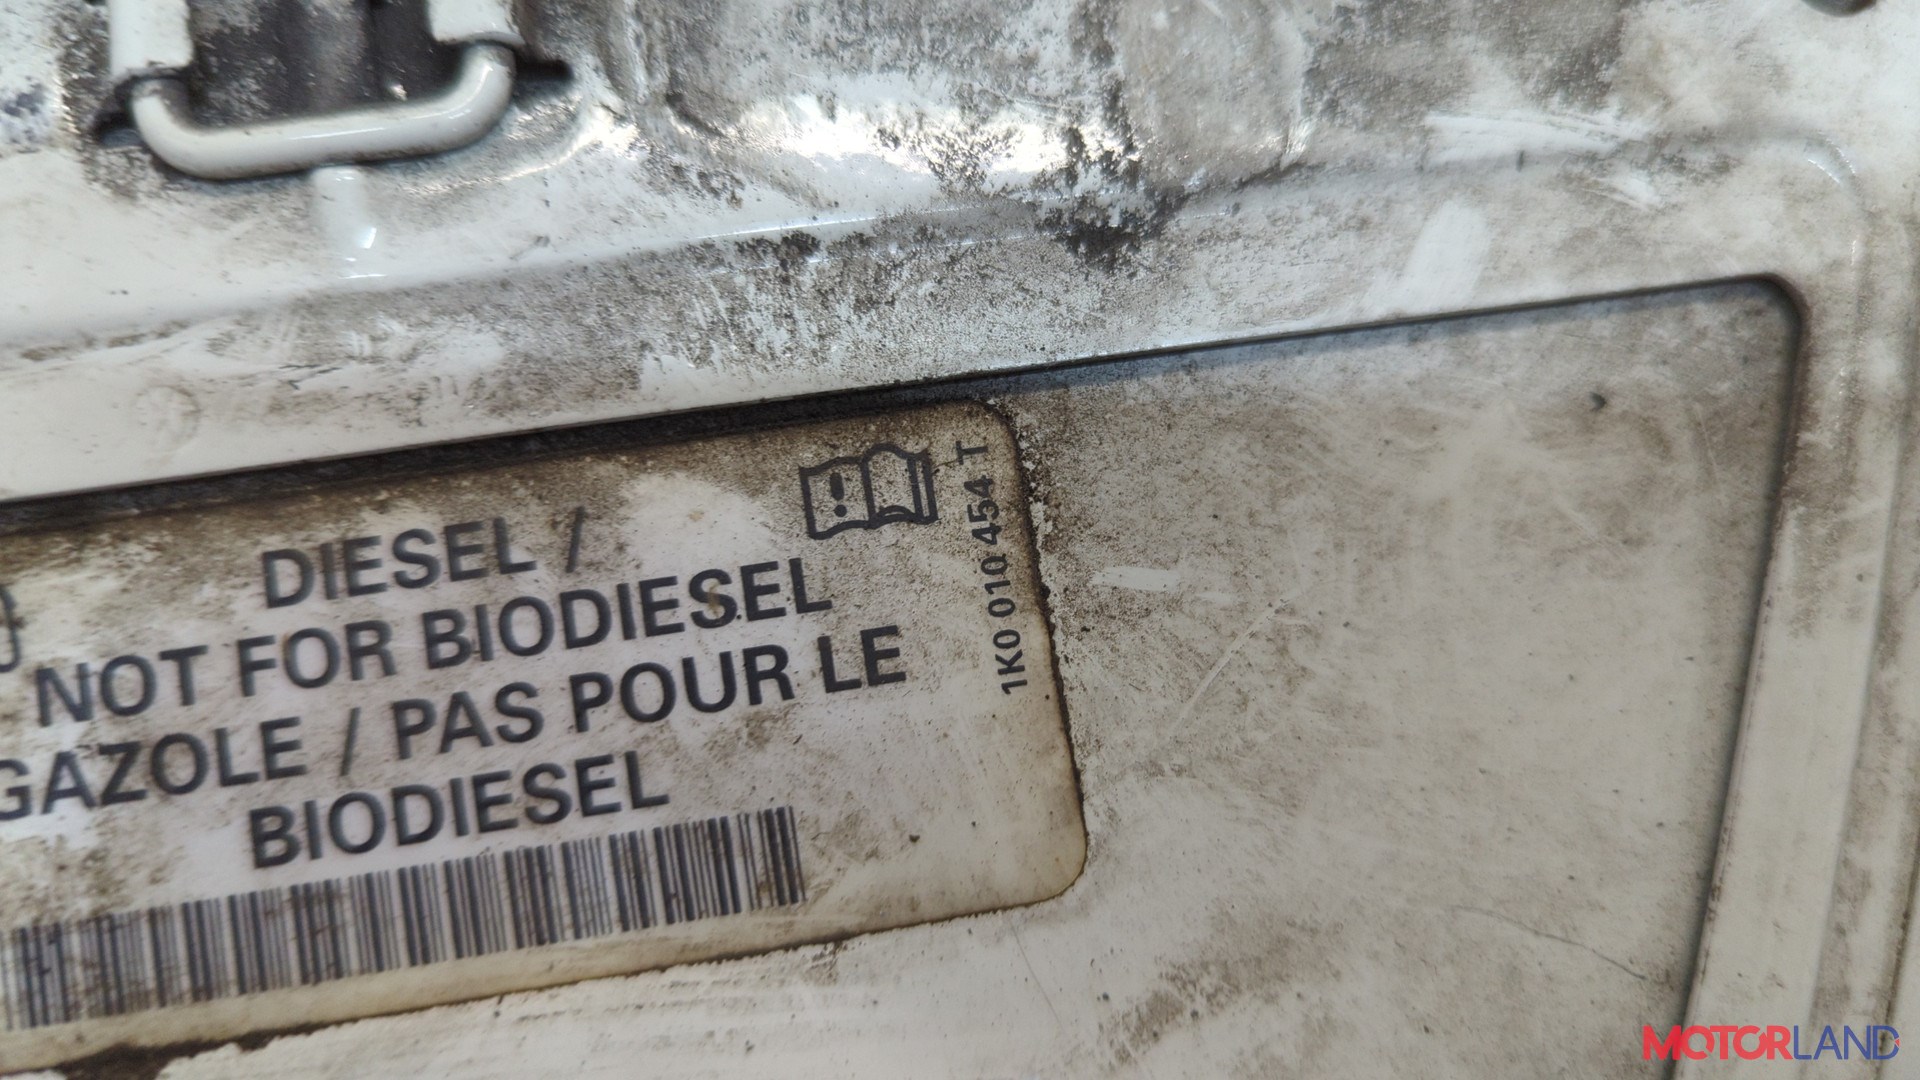 DIESEL /
NOT FOR BIODIESEL
GAZOLE / PAS POUR LE
BIODIESEL
1K0 010 454 T
MOTORLAND